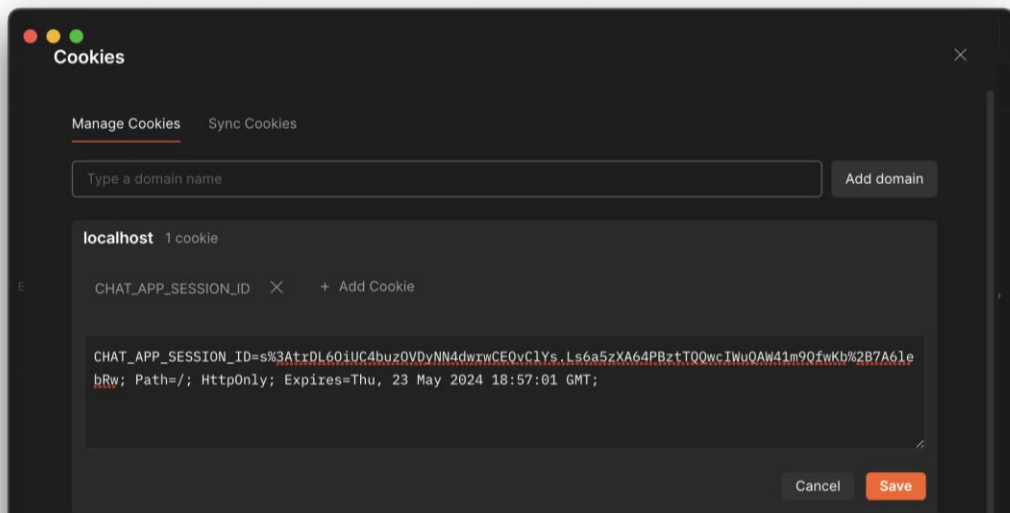 Cookies
Manage Cookies Sync Cookies
Type a domain name Add domain
localhost 1 cookie
E
CHAT_APP_SESSION_ID + Add Cookie
CHAT_APP_SESSION_ID=s%3AtrDL6OiUC4buzOVDyNN4dwrwCEQvClYs.Ls6a5zXA64PBztTQQwcIWuQAW41m9QfwKb%2B7A6le
bRw; Path=/; HttpOnly; Expires=Thu, 23 May 2024 18:57:01 GMT;
Cancel Save